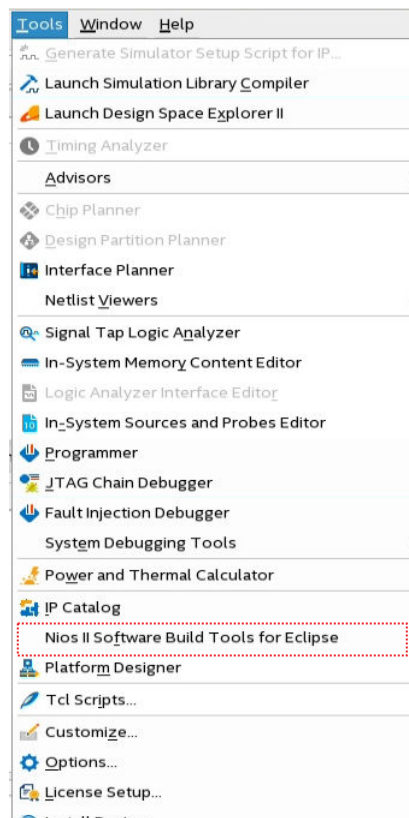 Tools Window Help
Generate Simulator Setup Script for IP...
Launch Simulation Library Compiler
Launch Design Space Explorer II
Timing Analyzer
Advisors
Chip Planner
Design Partition Planner
Interface Planner
Netlist Viewers
Signal Tap Logic Analyzer
In-System Memory Content Editor
Logic Analyzer Interface Editor
In-System Sources and Probes Editor
Programmer
JTAG Chain Debugger
Fault Injection Debugger
System Debugging Tools
Power and Thermal Calculator
IP Catalog
Nios II Software Build Tools for Eclipse
Platform Designer
Tcl Scripts...
Customize...
Options...
License Setup...